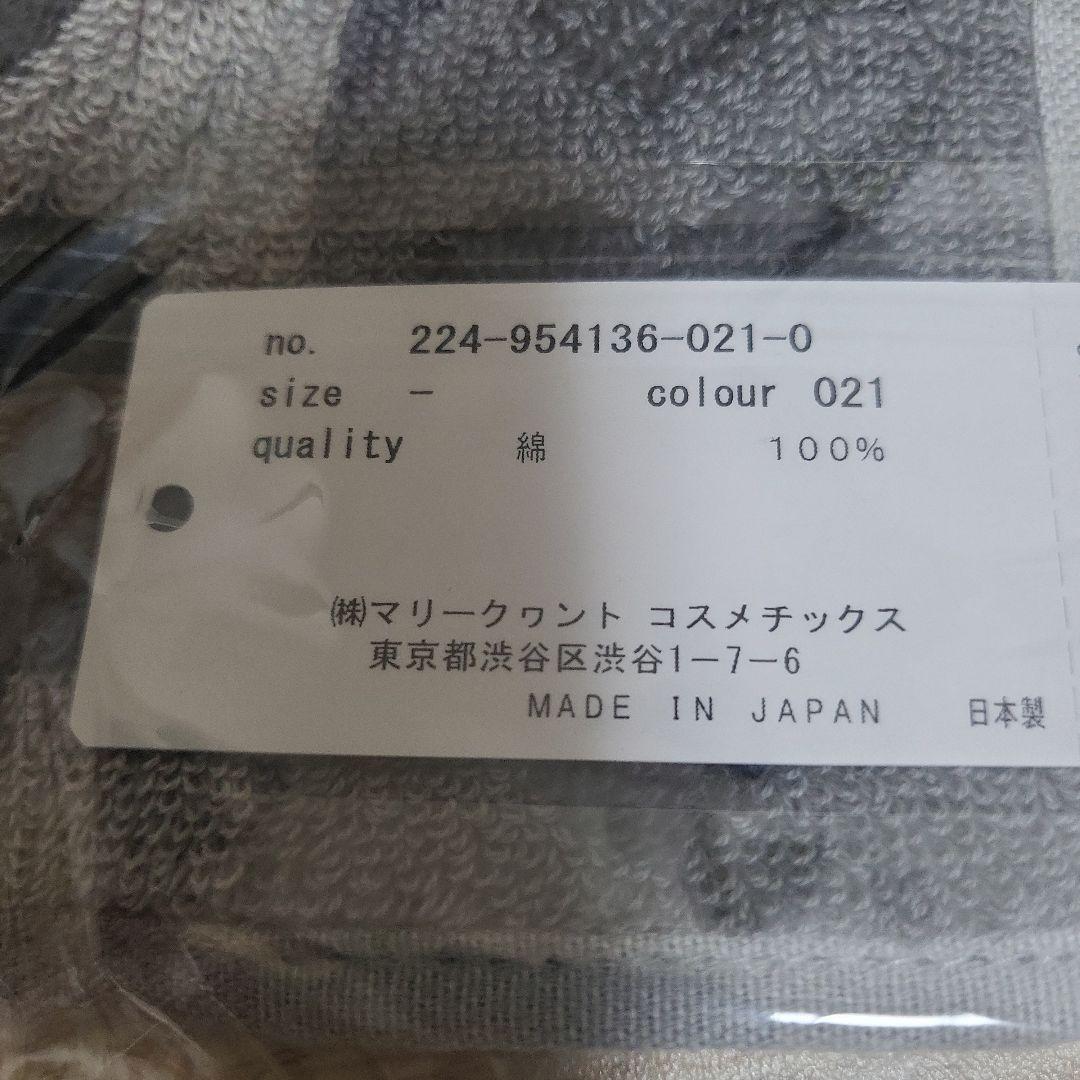 no. 224-954136-021-0
size - colour 021
quality 綿 100%
㈱マリークヮント コスメチックス
東京都渋谷区渋谷1-7-6
MADE IN JAPAN 日本製